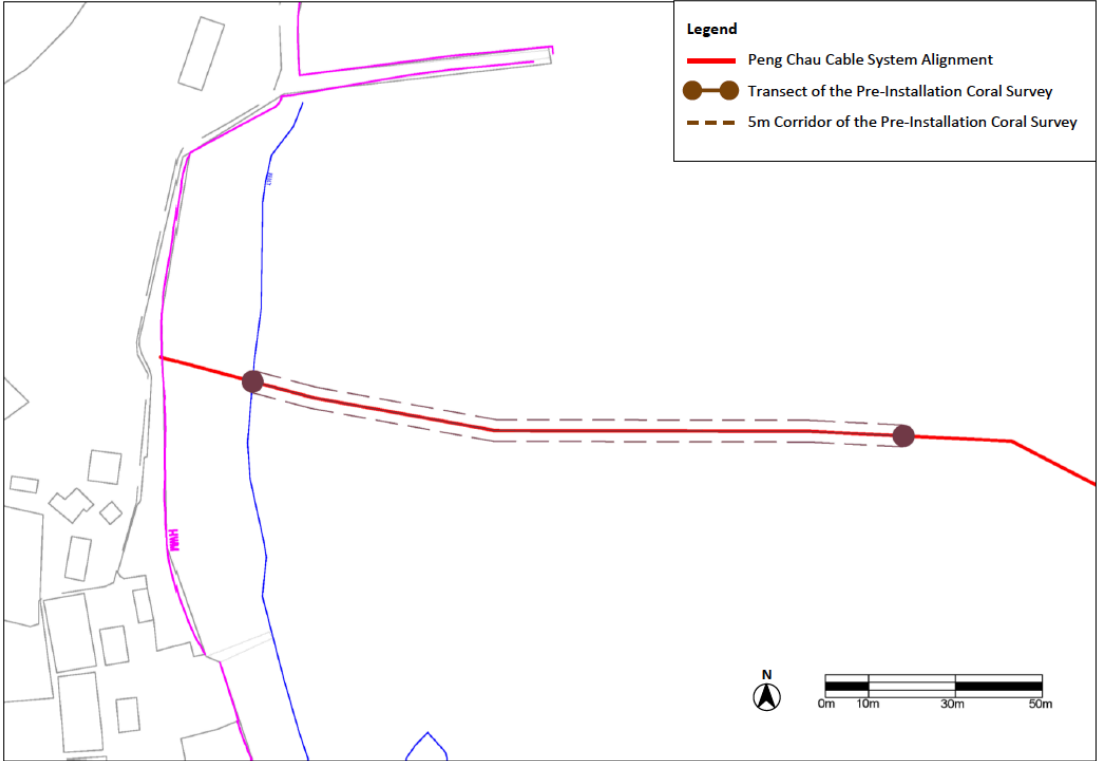 Legend
Peng Chau Cable System Alignment
Transect of the Pre-Installation Coral Survey
5m Corridor of the Pre-Installation Coral Survey
HWM
N
0m 10m 30m 50m